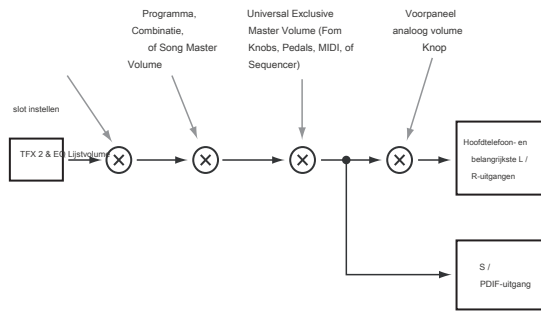 Programma,
Combinatie,
of Song Master
Volume
Universal Exclusive
Master Volume (Fom
Knobs, Pedals, MIDI, of
Sequencer)
Voorpaneel
analoog volume
Knop
slot instellen
TFX 2 & EQ Lijstvolume
Hoofdtelefoon- en
belangrijkste L /
R-uitgangen
S /
PDIF-uitgang